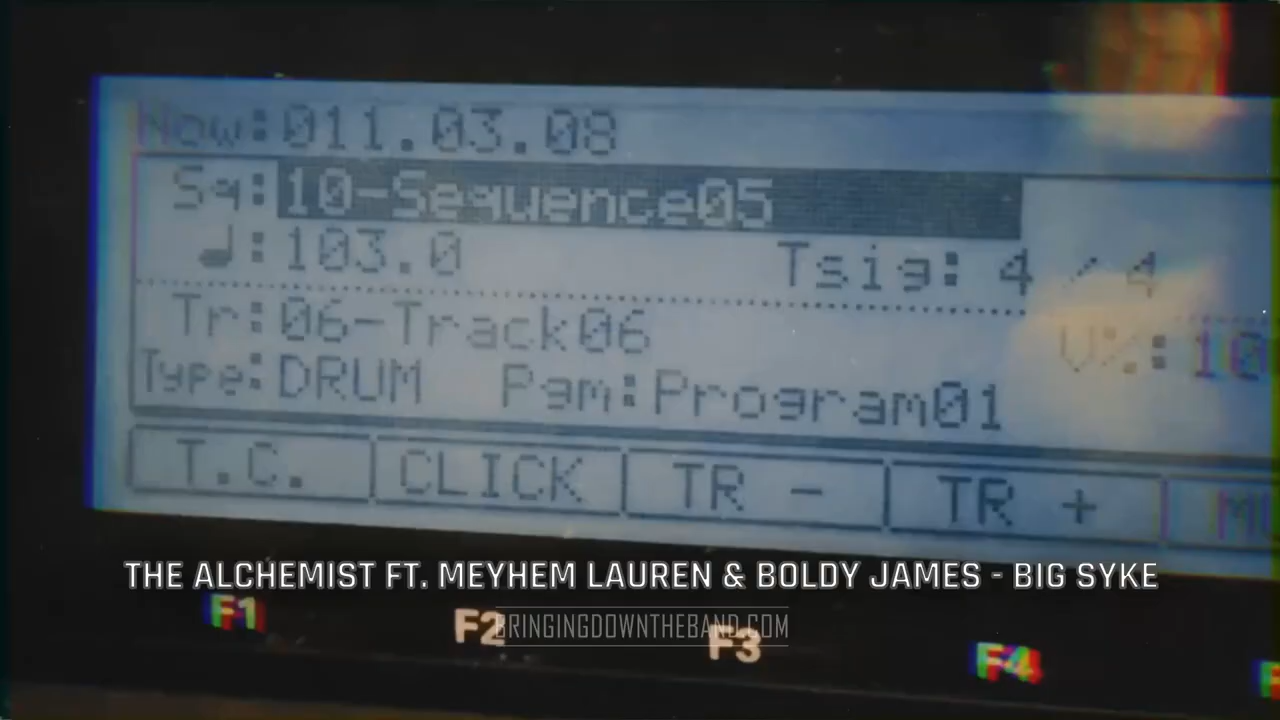 Now:011.03.08
Sq:10-Sequence05
♩:103.0 Tsig: 4 / 4
Tr:06-Track06 V%:10
Type:DRUM Pgm:Program01
T.C. CLICK TR - TR +
THE ALCHEMIST FT. MEYHEM LAUREN & BOLDY JAMES - BIG SYKE
F1 F2 F3 F4
BRINGINGDOWNTHEBAND.COM